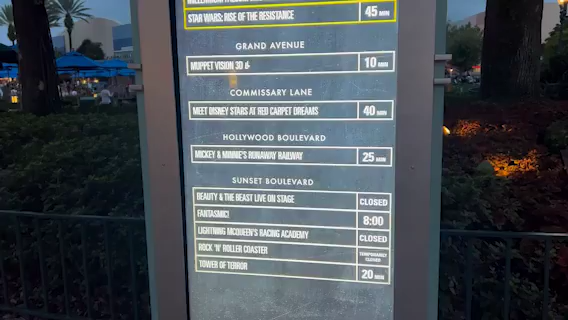 STAR WARS: RISE OF THE RESISTANCE 45 MIN
GRAND AVENUE
MUPPET VISION 3D 10 MIN
COMMISSARY LANE
MEET DISNEY STARS AT RED CARPET DREAMS 40 MIN
HOLLYWOOD BOULEVARD
MICKEY & MINNIE'S RUNAWAY RAILWAY 25 MIN
SUNSET BOULEVARD
BEAUTY & THE BEAST LIVE ON STAGE CLOSED
FANTASMIC! 8:00
LIGHTNING MCQUEEN'S RACING ACADEMY CLOSED
ROCK 'N' ROLLER COASTER TEMPORARILY CLOSED
TOWER OF TERROR 20 MIN